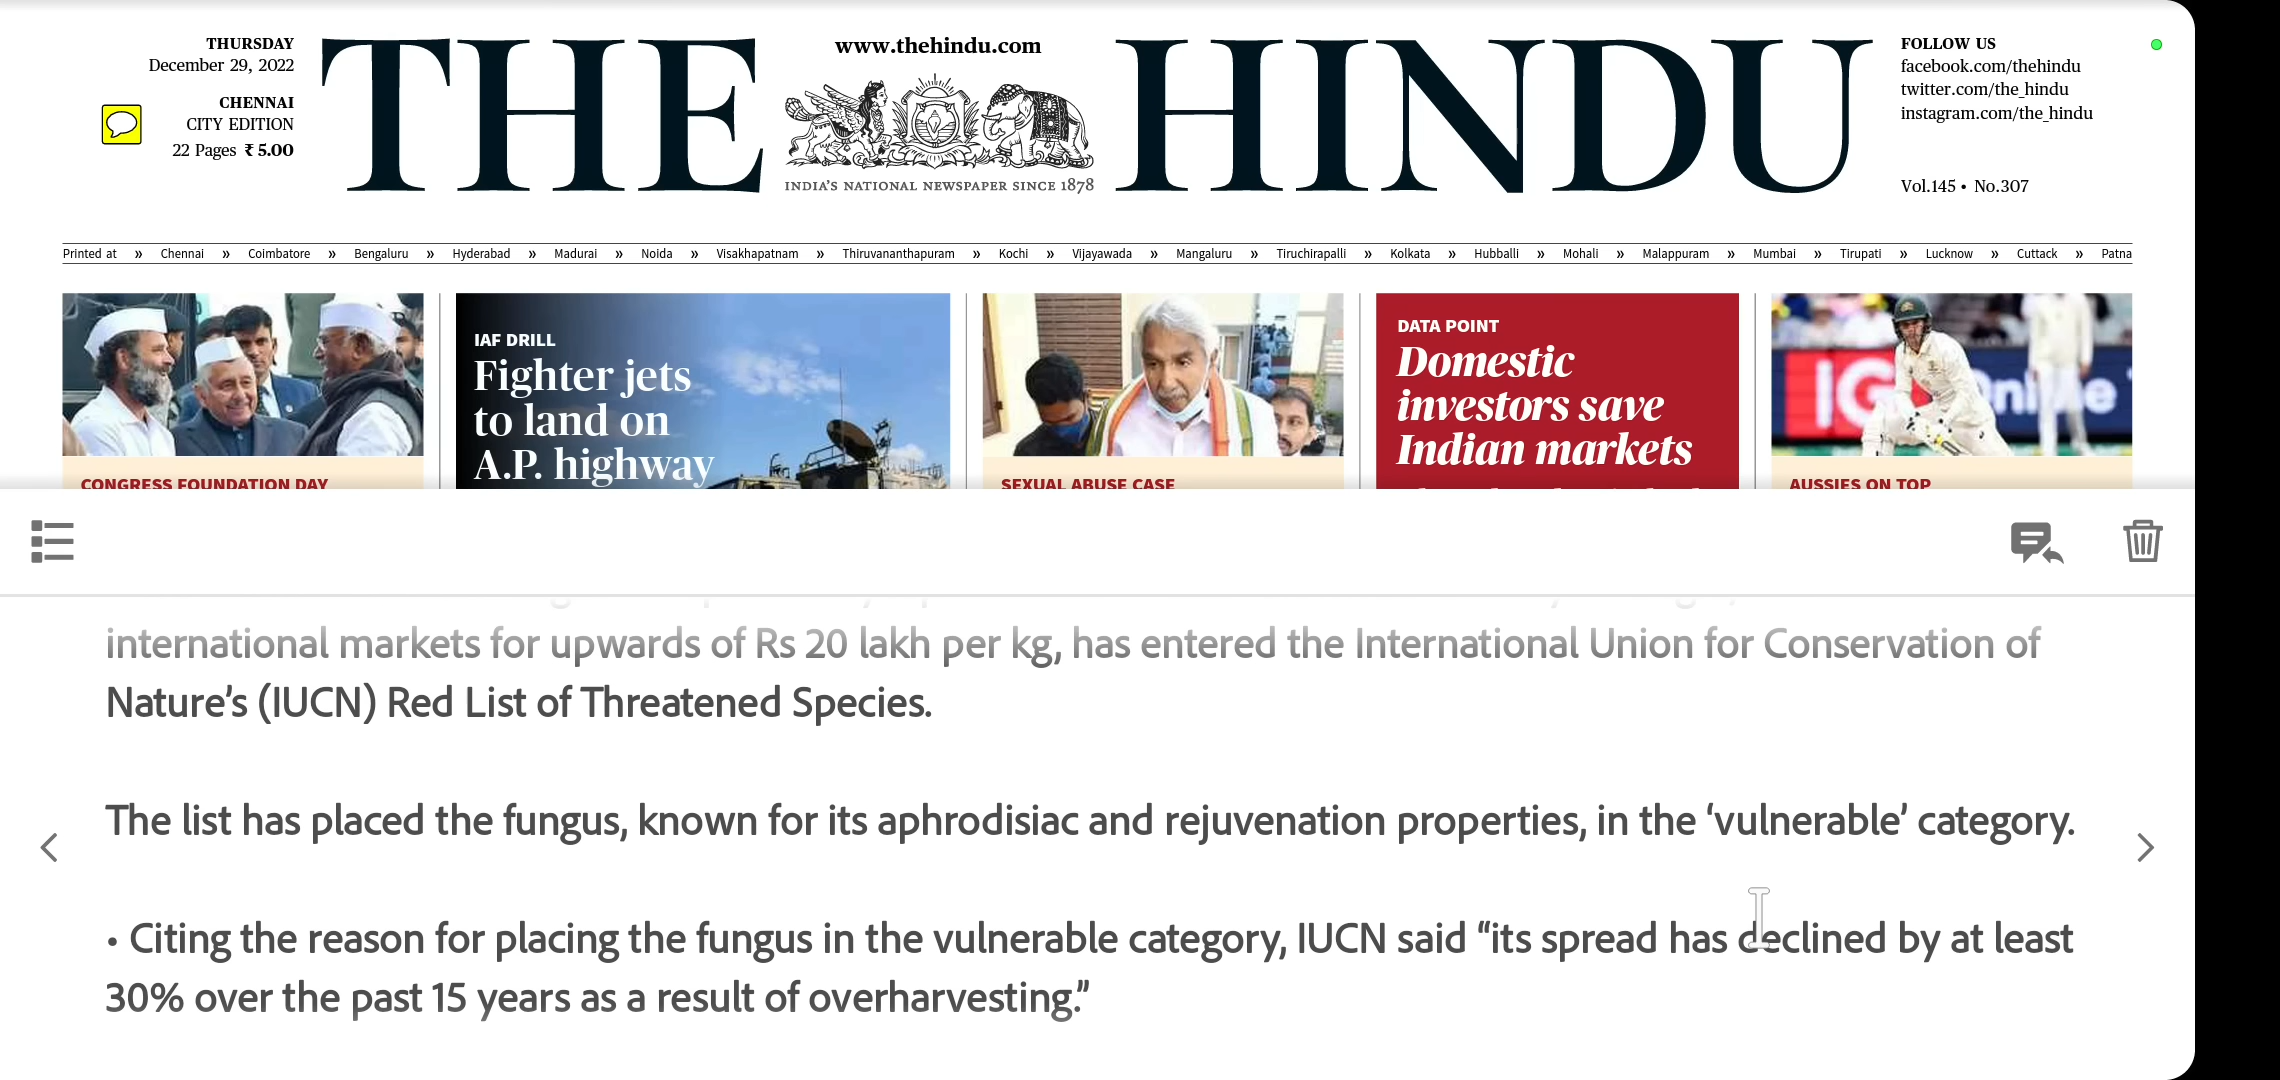 THURSDAY
December 29, 2022
CHENNAI
CITY EDITION
22 Pages ₹ 5.00
THE HINDU
www.thehindu.com
INDIA'S NATIONAL NEWSPAPER SINCE 1878
FOLLOW US
facebook.com/thehindu
twitter.com/the_hindu
instagram.com/the_hindu
Vol.145 • No.307
Printed at » Chennai » Coimbatore » Bengaluru » Hyderabad » Madurai » Noida » Visakhapatnam » Thiruvananthapuram » Kochi » Vijayawada » Mangaluru » Tiruchirapalli » Kolkata » Hubballi » Mohali » Malappuram » Mumbai » Tirupati » Lucknow » Cuttack » Patna
CONGRESS FOUNDATION DAY
IAF DRILL
Fighter jets
to land on
A.P. highway
SEXUAL ABUSE CASE
DATA POINT
Domestic
investors save
Indian markets
IG
AUSSIES ON TOP
international markets for upwards of Rs 20 lakh per kg, has entered the International Union for Conservation of
Nature’s (IUCN) Red List of Threatened Species.
The list has placed the fungus, known for its aphrodisiac and rejuvenation properties, in the ‘vulnerable’ category.
• Citing the reason for placing the fungus in the vulnerable category, IUCN said “its spread has declined by at least
30% over the past 15 years as a result of overharvesting.”